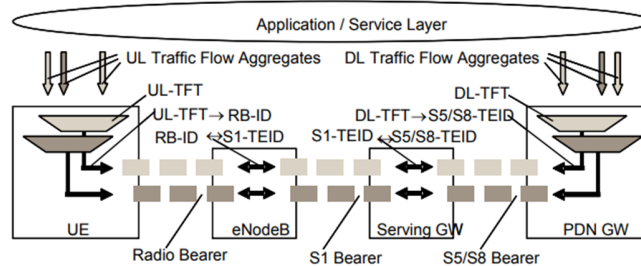 Application / Service Layer
UL Traffic Flow Aggregates
DL Traffic Flow Aggregates
UL-TFT
DL-TFT
UL-TFT → RB-ID
DL-TFT → S5/S8-TEID
RB-ID ↔ S1-TEID
S1-TEID ↔ S5/S8-TEID
UE
eNodeB
Serving GW
PDN GW
Radio Bearer
S1 Bearer
S5/S8 Bearer